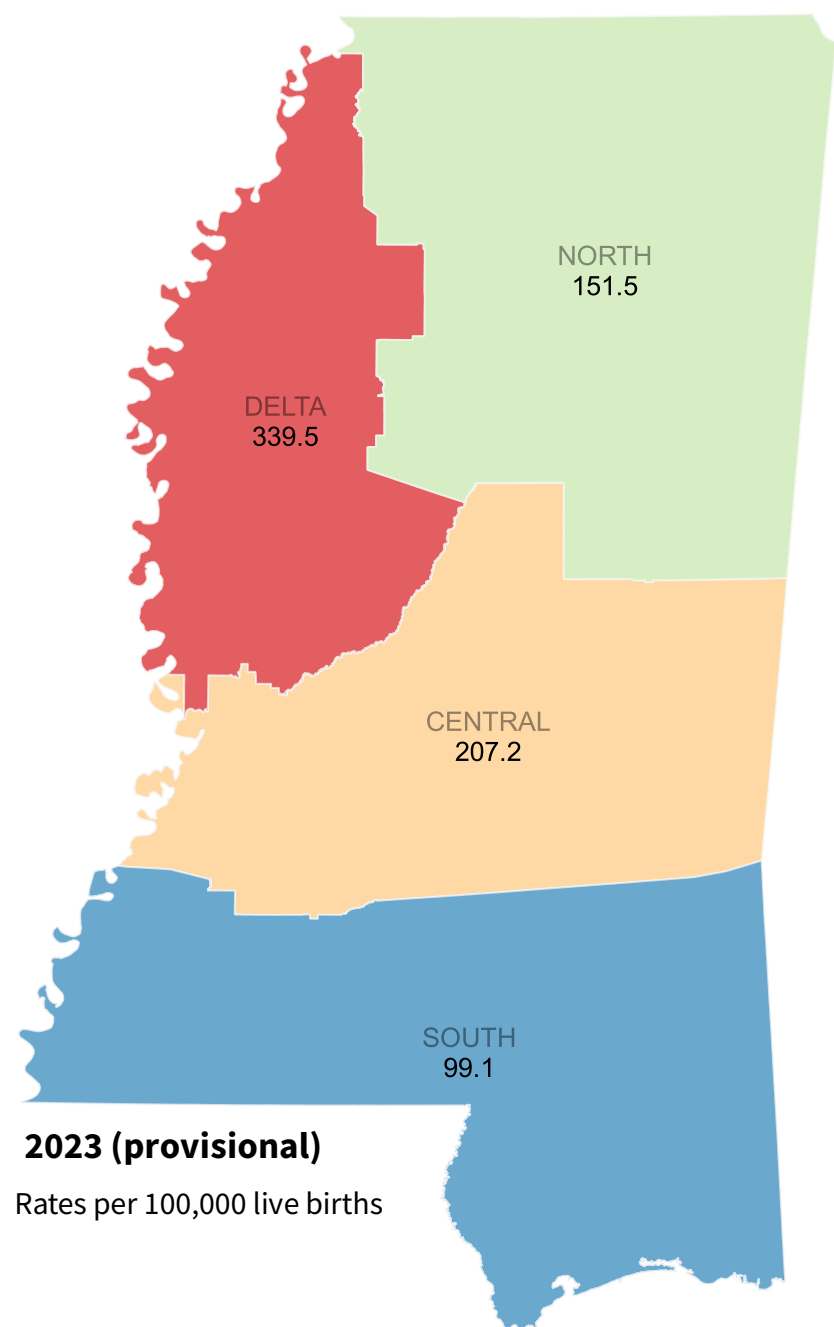 NORTH
151.5
DELTA
339.5
CENTRAL
207.2
SOUTH
99.1
2023 (provisional)
Rates per 100,000 live births